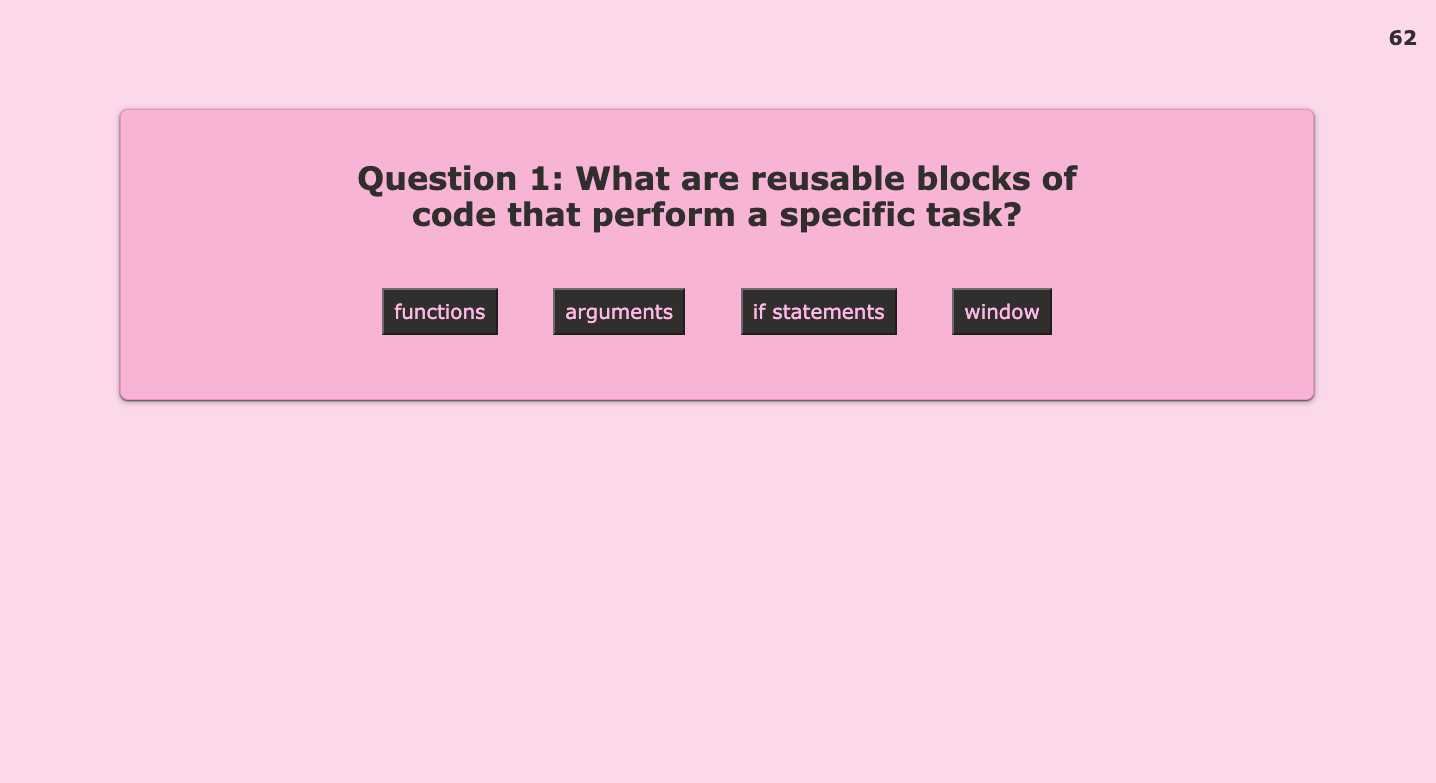 62
Question 1: What are reusable blocks of
code that perform a specific task?
functions
arguments
if statements
window